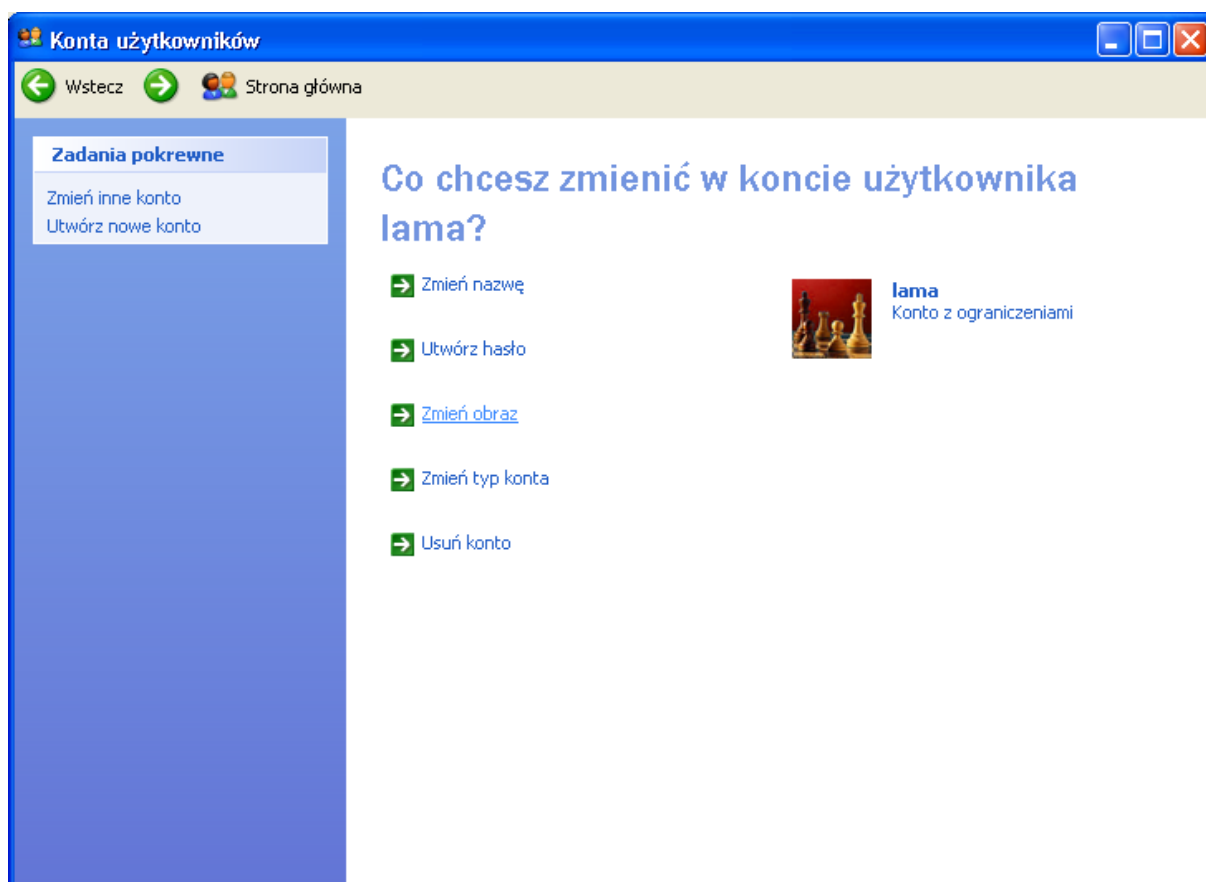 Konta użytkowników
Wstecz Strona główna
Zadania pokrewne
Zmień inne konto
Utwórz nowe konto
Co chcesz zmienić w koncie użytkownika
lama?
Zmień nazwę
Utwórz hasło
Zmień obraz
Zmień typ konta
Usuń konto
lama
Konto z ograniczeniami